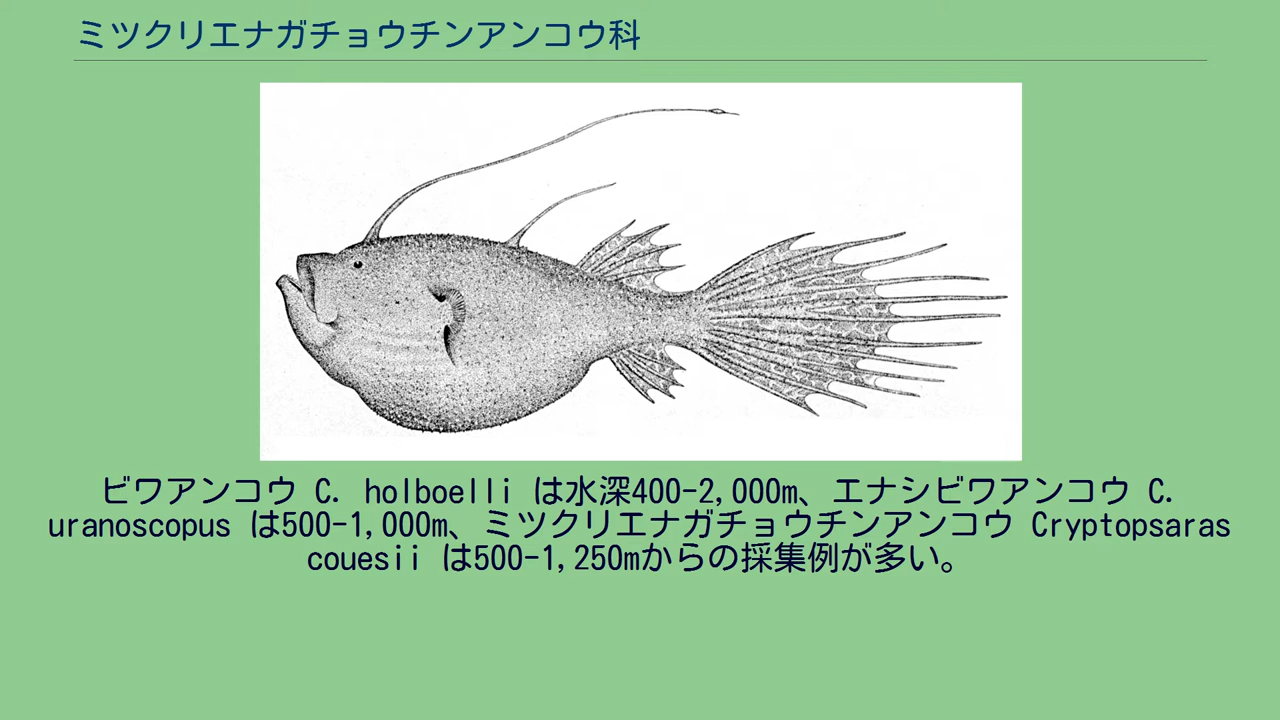 ミツクリエナガチョウチンアンコウ科
ビワアンコウ C. holboelli は水深400-2,000m、エナシビワアンコウ C.
uranoscopus は500-1,000m、ミツクリエナガチョウチンアンコウ Cryptopsaras
couesii は500-1,250mからの採集例が多い。